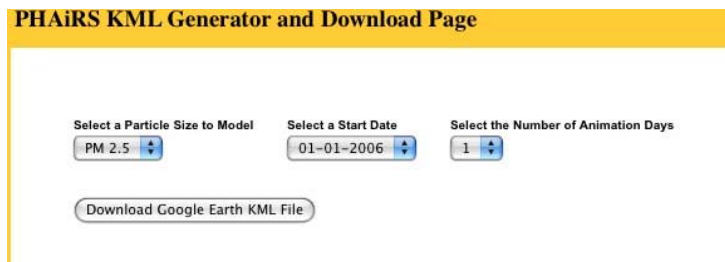 PHAiRS KML Generator and Download Page
Select a Particle Size to Model Select a Start Date Select the Number of Animation Days
PM 2.5 01-01-2006 1
Download Google Earth KML File